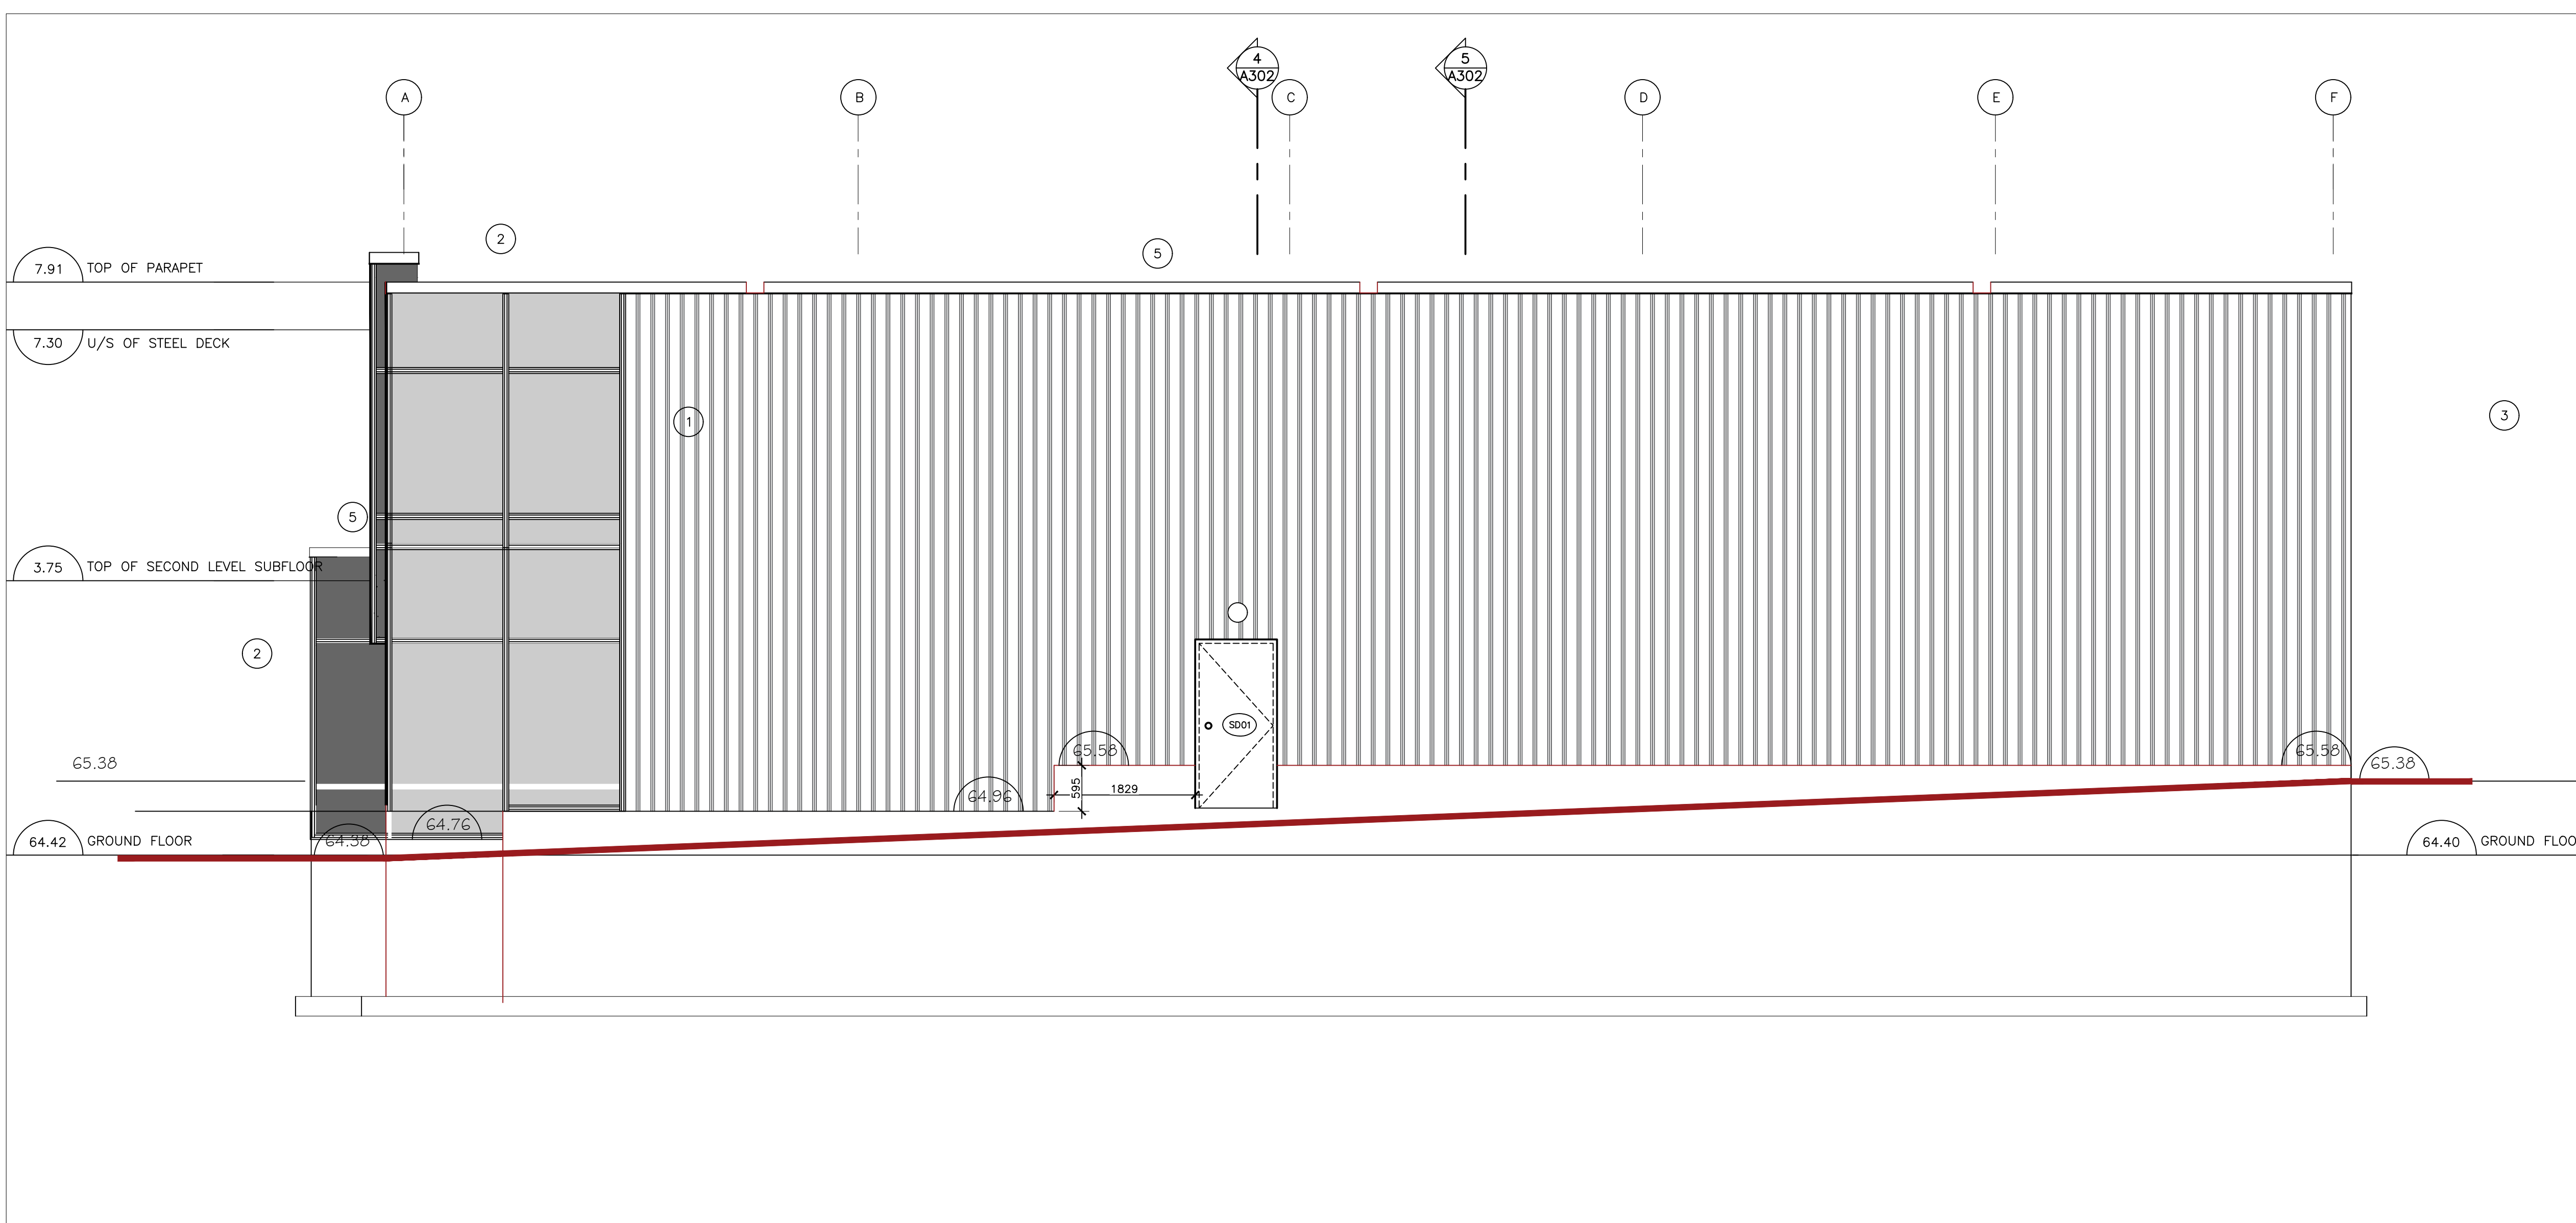 4
A302
5
A302
A
B
C
D
E
F
2
5
7.91 TOP OF PARAPET
7.30 U/S OF STEEL DECK
1
3
5
3.75 TOP OF SECOND LEVEL SUBFLOOR
2
SD01
65.38
65.58
65.58
65.38
595
1829
64.96
64.76
64.42 GROUND FLOOR
64.38
64.40 GROUND FLOO